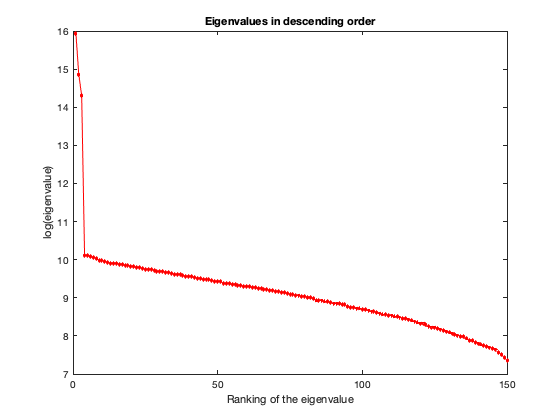 Eigenvalues in descending order
16
15
14
13
12
11
10
9
8
7
log(eigenvalue)
0 50 100 150
Ranking of the eigenvalue